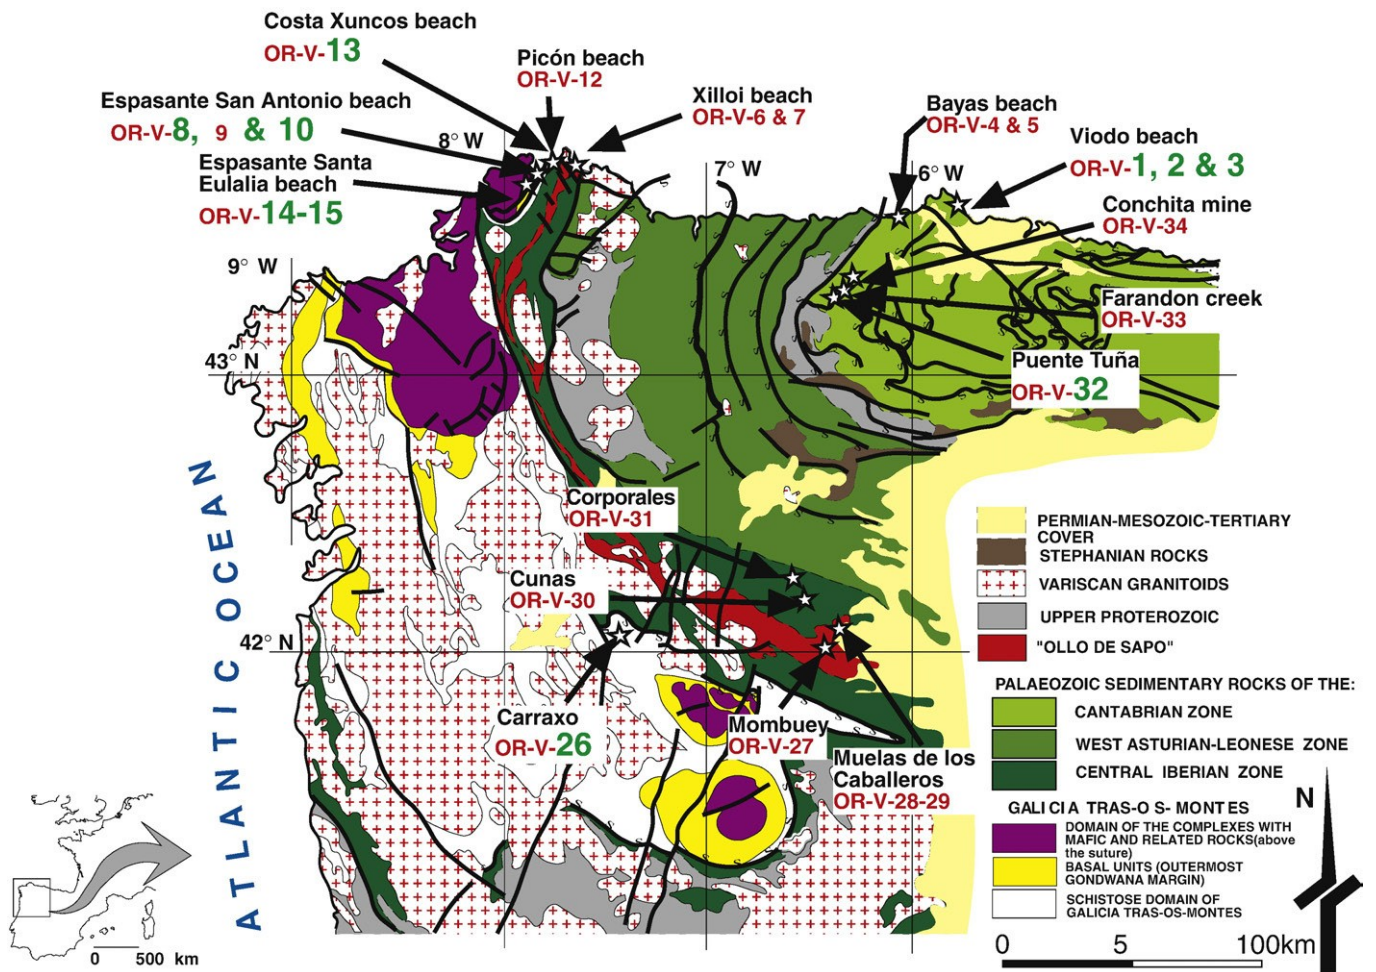 Costa Xuncos beach
OR-V-13
Picón beach
OR-V-12
Xilloi beach
OR-V-6 & 7
Bayas beach
OR-V-4 & 5
Viodo beach
OR-V-1, 2 & 3
Espasante San Antonio beach
OR-V-8, 9 & 10
8° W
7° W
6° W
Espasante Santa
Eulalia beach
OR-V-14-15
Conchita mine
OR-V-34
9° W
Farandon creek
OR-V-33
43° N
Puente Tuña
OR-V-32
ATLANTIC OCEAN
Corporales
OR-V-31
Cunas
OR-V-30
42° N
Carraxo
OR-V-26
Mombuey
OR-V-27
Muelas de los
Caballeros
OR-V-28-29
PERMIAN-MESOZOIC-TERTIARY
COVER
STEPHANIAN ROCKS
VARISCAN GRANITOIDS
UPPER PROTEROZOIC
"OLLO DE SAPO"
PALAEOZOIC SEDIMENTARY ROCKS OF THE:
CANTABRIAN ZONE
WEST ASTURIAN-LEONESE ZONE
CENTRAL IBERIAN ZONE
GALICIA TRAS-O S- MONTES
DOMAIN OF THE COMPLEXES WITH
MAFIC AND RELATED ROCKS(above
the suture)
BASAL UNITS (OUTERMOST
GONDWANA MARGIN)
SCHISTOSE DOMAIN OF
GALICIA TRAS-OS-MONTES
N
0 5 100km
0 500 km